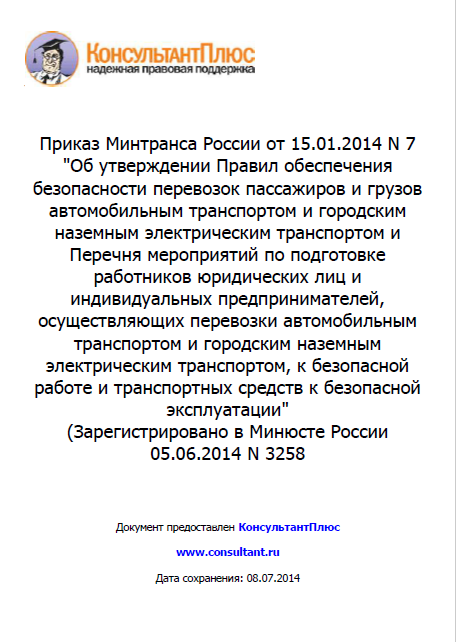 КонсультантПлюс
надежная правовая поддержка
Приказ Минтранса России от 15.01.2014 N 7
"Об утверждении Правил обеспечения
безопасности перевозок пассажиров и грузов
автомобильным транспортом и городским
наземным электрическим транспортом и
Перечня мероприятий по подготовке
работников юридических лиц и
индивидуальных предпринимателей,
осуществляющих перевозки автомобильным
транспортом и городским наземным
электрическим транспортом, к безопасной
работе и транспортных средств к безопасной
эксплуатации"
(Зарегистрировано в Минюсте России
05.06.2014 N 3258
Документ предоставлен КонсультантПлюс
www.consultant.ru
Дата сохранения: 08.07.2014